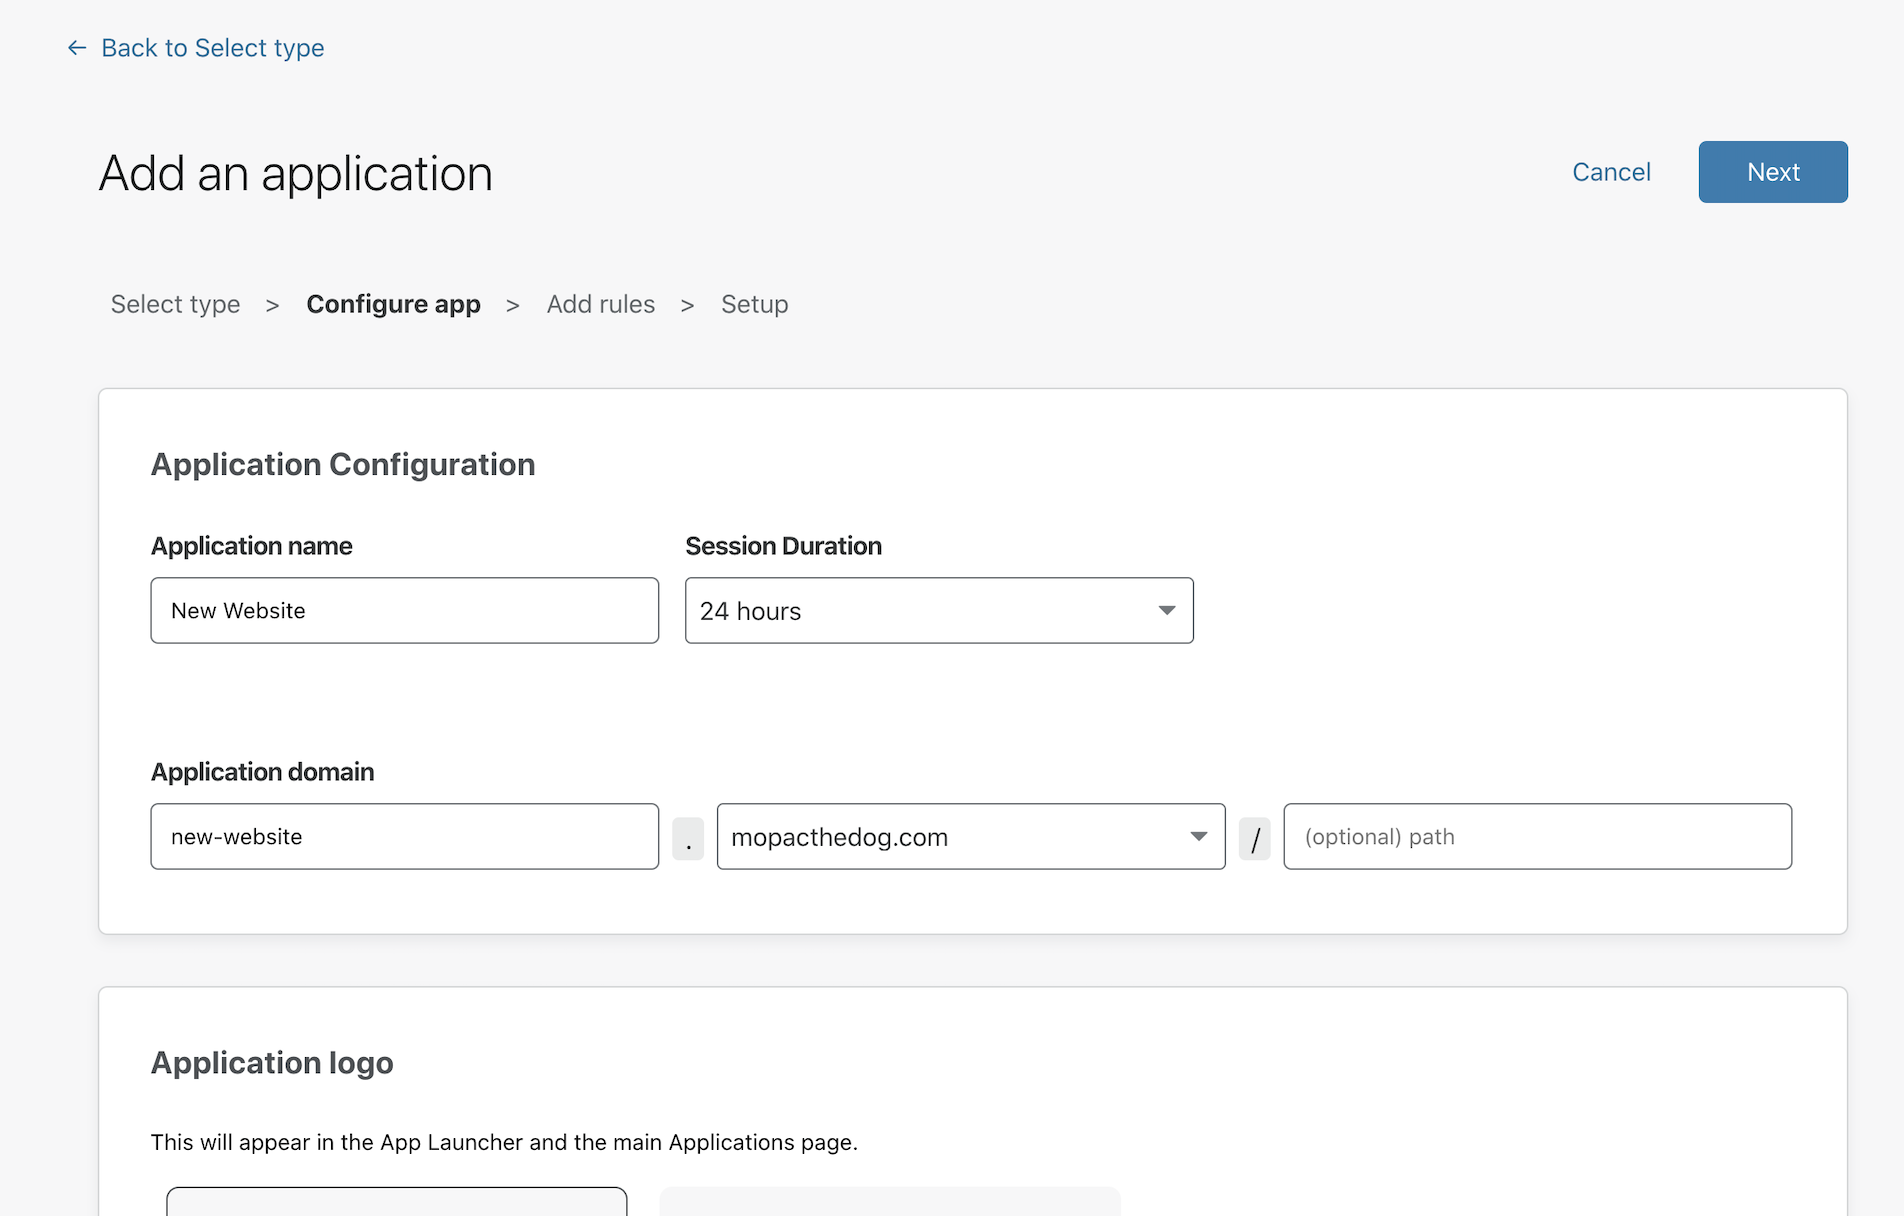 ← Back to Select type
Add an application
Cancel
Next
Select type > Configure app > Add rules > Setup
Application Configuration
Application name
Session Duration
New Website
24 hours
Application domain
new-website . mopacthedog.com / (optional) path
Application logo
This will appear in the App Launcher and the main Applications page.